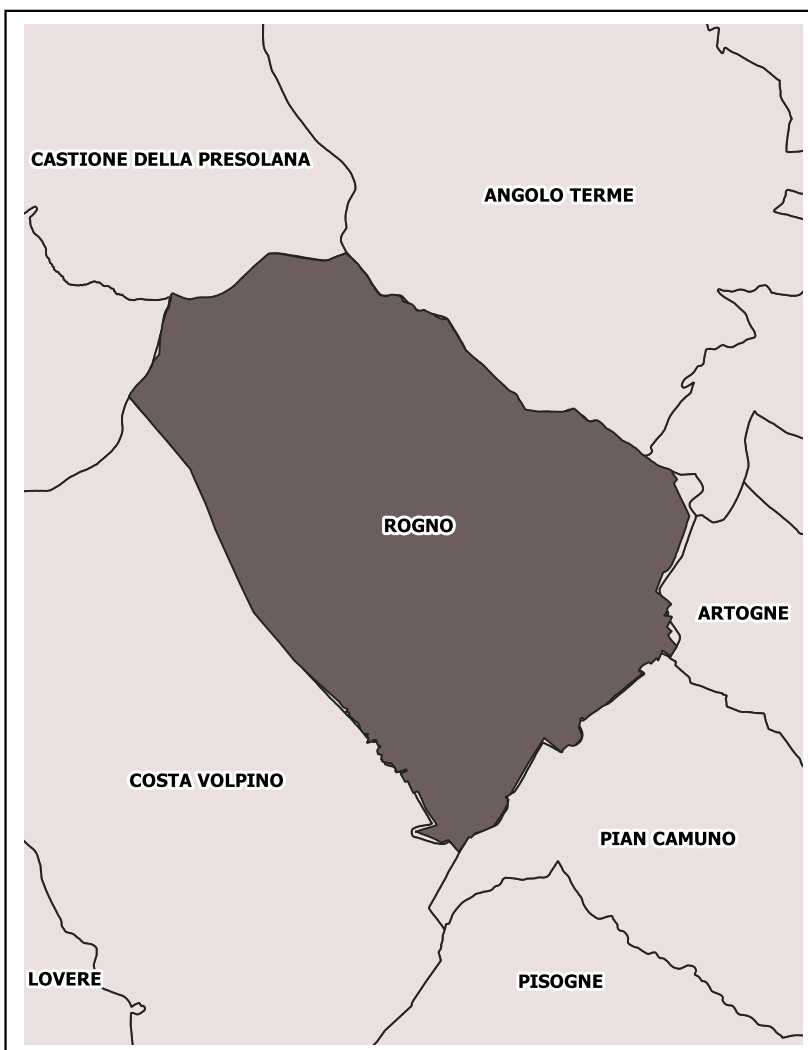 CASTIONE DELLA PRESOLANA
ANGOLO TERME
ROGNO
ARTOGNE
COSTA VOLPINO
PIAN CAMUNO
LOVERE
PISOGNE